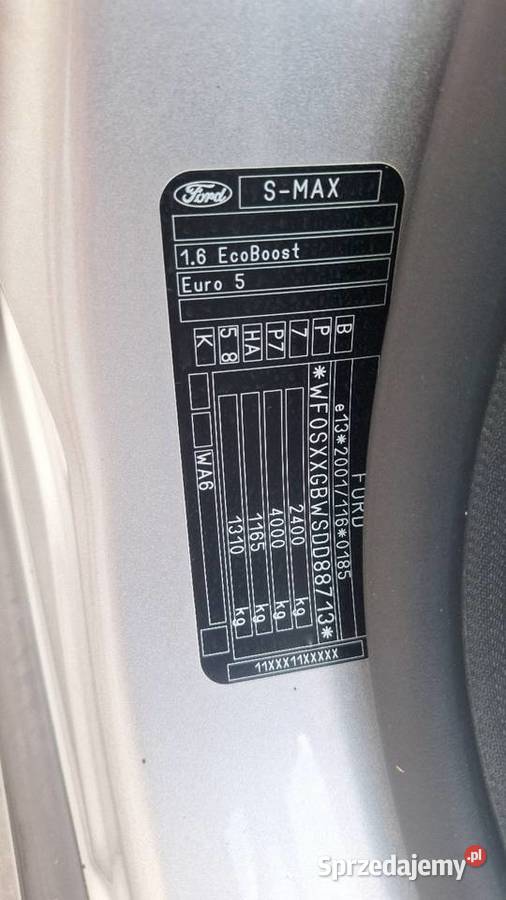 Ford
S-MAX
1.6 EcoBoost
Euro 5
B
P
7
P7
HA
5 8
K
FORD
e13*2001/116*0185
*WF0SXXGBWSDD88713*
2400 kg
4000 kg
1165 kg
1310 kg
WA6
11XXX11XXXXX
Sprzedajemy.pl